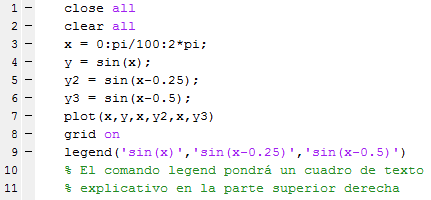 1 – close all
2 – clear all
3 – x = 0:pi/100:2*pi;
4 – y = sin(x);
5 – y2 = sin(x-0.25);
6 – y3 = sin(x-0.5);
7 – plot(x,y,x,y2,x,y3)
8 – grid on
9 – legend('sin(x)','sin(x-0.25)','sin(x-0.5)')
10 % El comando legend pondrá un cuadro de texto
11 % explicativo en la parte superior derecha